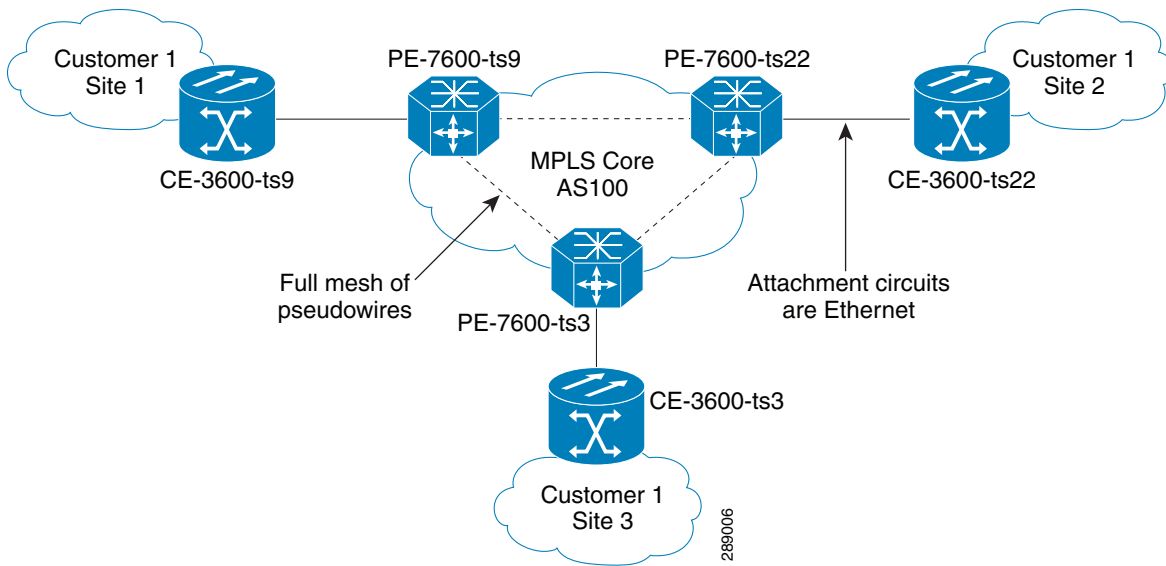 Customer 1
Site 1
PE-7600-ts9
PE-7600-ts22
Customer 1
Site 2
CE-3600-ts9
MPLS Core
AS100
CE-3600-ts22
Full mesh of
pseudowires
PE-7600-ts3
Attachment circuits
are Ethernet
CE-3600-ts3
Customer 1
Site 3
289006